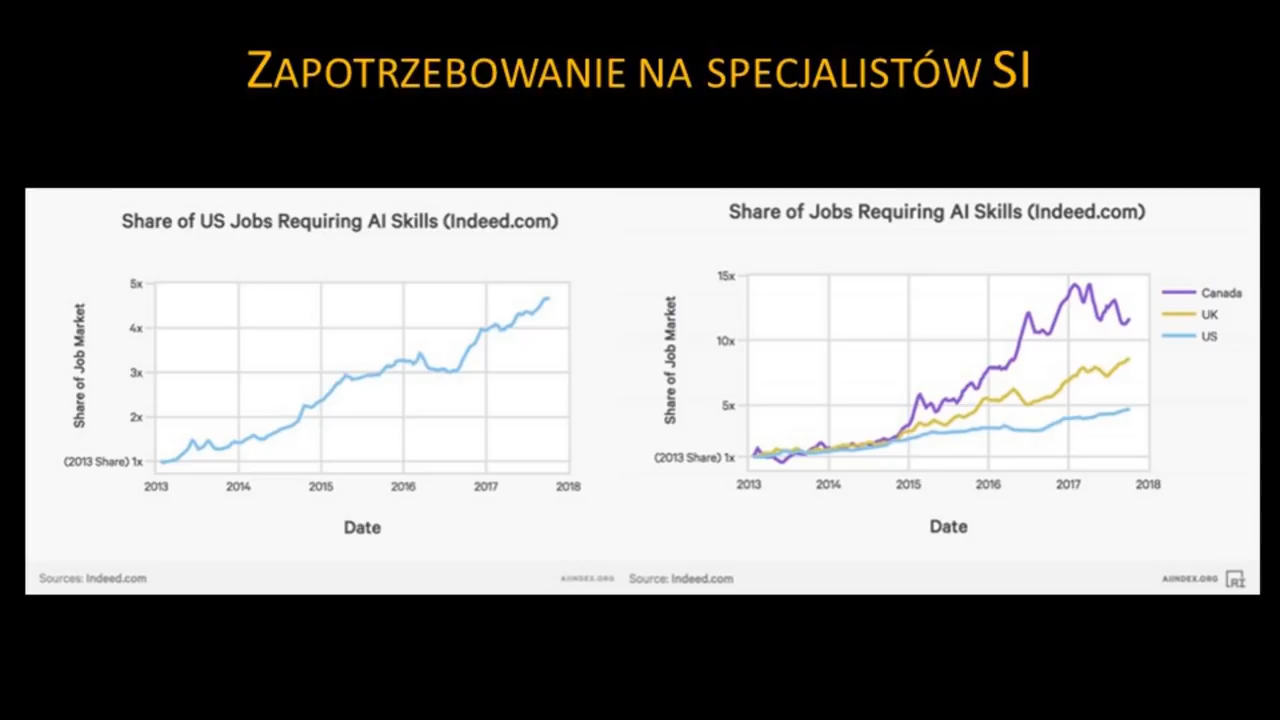 ZAPOTRZEBOWANIE NA SPECJALISTÓW SI
Share of US Jobs Requiring AI Skills (Indeed.com)
Share of Job Market
5x
4x
3x
2x
(2013 Share) 1x
2013 2014 2015 2016 2017 2018
Date
Sources: Indeed.com
AIINDEX.ORG
Share of Jobs Requiring AI Skills (Indeed.com)
Share of Job Market
15x
10x
5x
(2013 Share) 1x
2013 2014 2015 2016 2017 2018
Date
Canada
UK
US
Source: Indeed.com
AIINDEX.ORG
AI